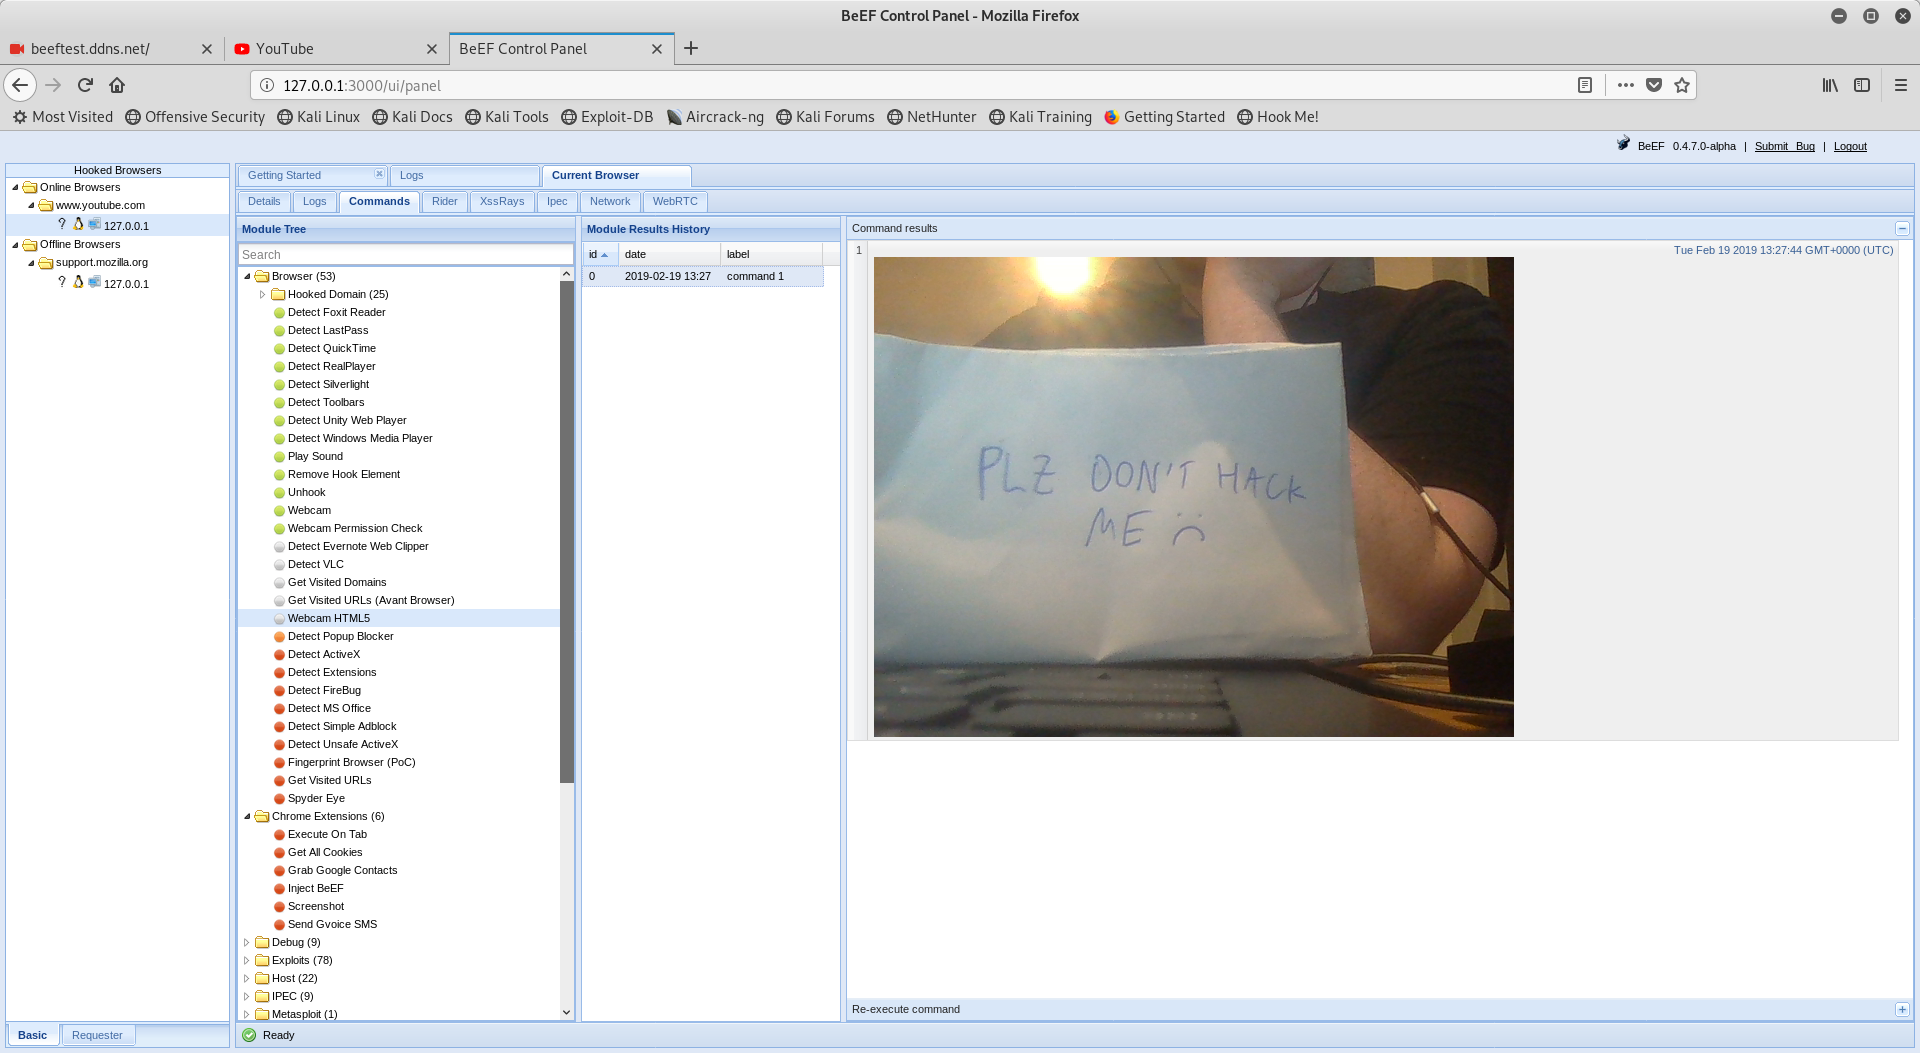 BeEF Control Panel - Mozilla Firefox
beeftest.ddns.net/
YouTube
BeEF Control Panel
127.0.0.1:3000/ui/panel
Most Visited
Offensive Security
Kali Linux
Kali Docs
Kali Tools
Exploit-DB
Aircrack-ng
Kali Forums
NetHunter
Kali Training
Getting Started
Hook Me!
BeEF 0.4.7.0-alpha | Submit Bug | Logout
Hooked Browsers
Online Browsers
www.youtube.com
? 127.0.0.1
Offline Browsers
support.mozilla.org
? 127.0.0.1
Basic
Requester
Getting Started
Logs
Current Browser
Details
Logs
Commands
Rider
XssRays
Ipec
Network
WebRTC
Module Tree
Search
Browser (53)
Hooked Domain (25)
Detect Foxit Reader
Detect LastPass
Detect QuickTime
Detect RealPlayer
Detect Silverlight
Detect Toolbars
Detect Unity Web Player
Detect Windows Media Player
Play Sound
Remove Hook Element
Unhook
Webcam
Webcam Permission Check
Detect Evernote Web Clipper
Detect VLC
Get Visited Domains
Get Visited URLs (Avant Browser)
Webcam HTML5
Detect Popup Blocker
Detect ActiveX
Detect Extensions
Detect FireBug
Detect MS Office
Detect Simple Adblock
Detect Unsafe ActiveX
Fingerprint Browser (PoC)
Get Visited URLs
Spyder Eye
Chrome Extensions (6)
Execute On Tab
Get All Cookies
Grab Google Contacts
Inject BeEF
Screenshot
Send Gvoice SMS
Debug (9)
Exploits (78)
Host (22)
IPEC (9)
Metasploit (1)
Module Results History
id date label
0 2019-02-19 13:27 command 1
Command results
1 Tue Feb 19 2019 13:27:44 GMT+0000 (UTC)
PLZ DON'T HACK
ME
Re-execute command
Ready